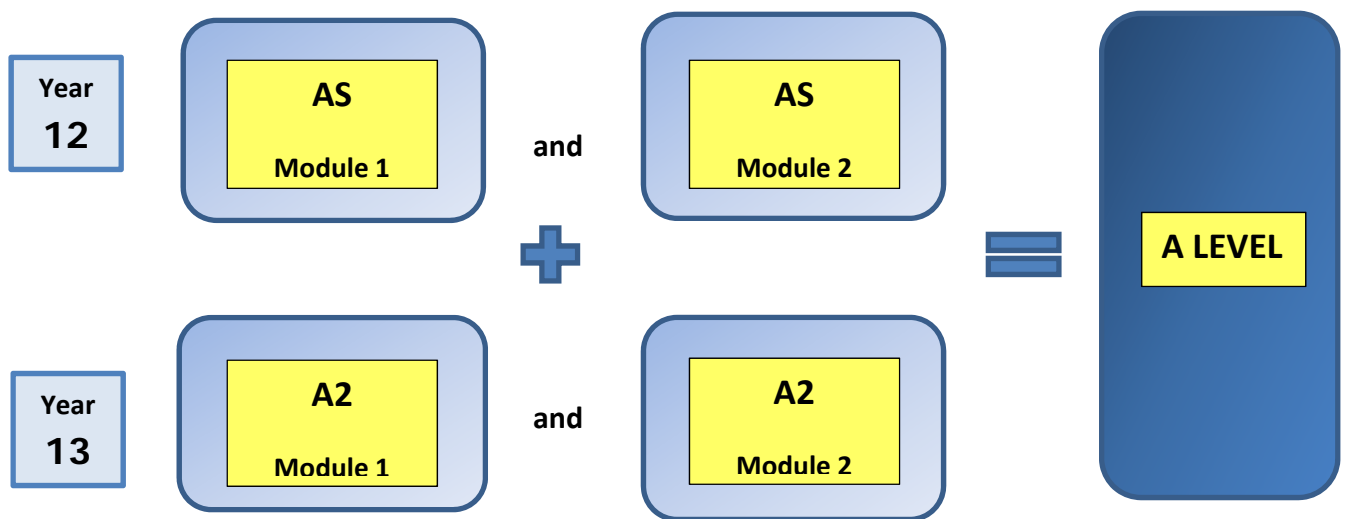 Year
12
AS
Module 1
and
AS
Module 2
A LEVEL
Year
13
A2
Module 1
and
A2
Module 2